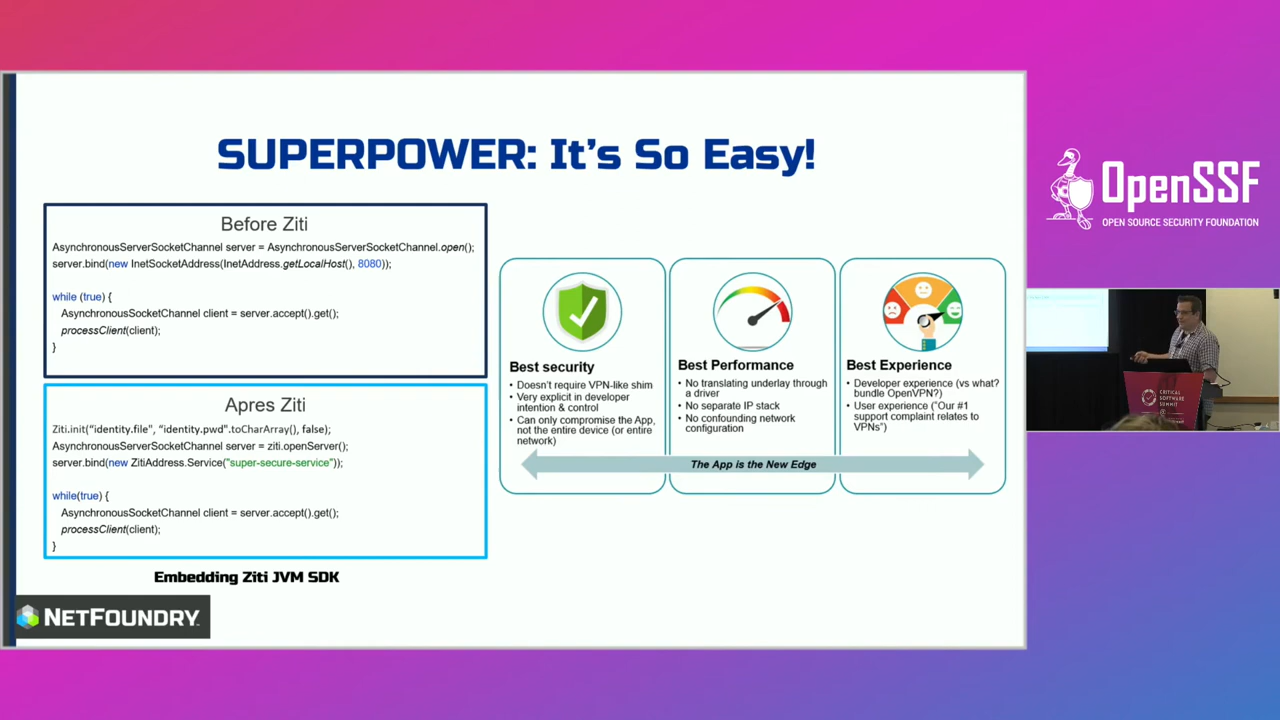 SUPERPOWER: It's So Easy!
Before Ziti
AsynchronousServerSocketChannel server = AsynchronousServerSocketChannel.open();
server.bind(new InetSocketAddress(InetAddress.getLocalHost(), 8080));
while (true) {
AsynchronousSocketChannel client = server.accept().get();
processClient(client);
}
Apres Ziti
Ziti.init("identity.file", "identity.pwd".toCharArray(), false);
AsynchronousServerSocketChannel server = ziti.openServer();
server.bind(new ZitiAddress.Service("super-secure-service"));
while(true) {
AsynchronousSocketChannel client = server.accept().get();
processClient(client);
}
Embedding Ziti JVM SDK
NETFOUNDRY
Best security
• Doesn't require VPN-like shim
• Very explicit in developer
intention & control
• Can only compromise the App,
not the entire device (or entire
network)
Best Performance
• No translating underlay through
a driver
• No separate IP stack
• No confounding network
configuration
Best Experience
• Developer experience (vs what?
bundle OpenVPN?)
• User experience ("Our #1
support complaint relates to
VPNs")
The App is the New Edge
OpenSSF
OPEN SOURCE SECURITY FOUNDATION
CRITICAL
SOFTWARE
SUMMIT